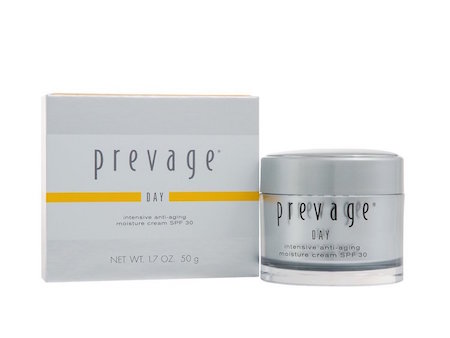 prevage®
DAY
intensive anti-aging
moisture cream SPF 30
NET WT. 1.7 OZ. 50 g
prevage®
DAY
intensive anti-aging
moisture cream SPF 30